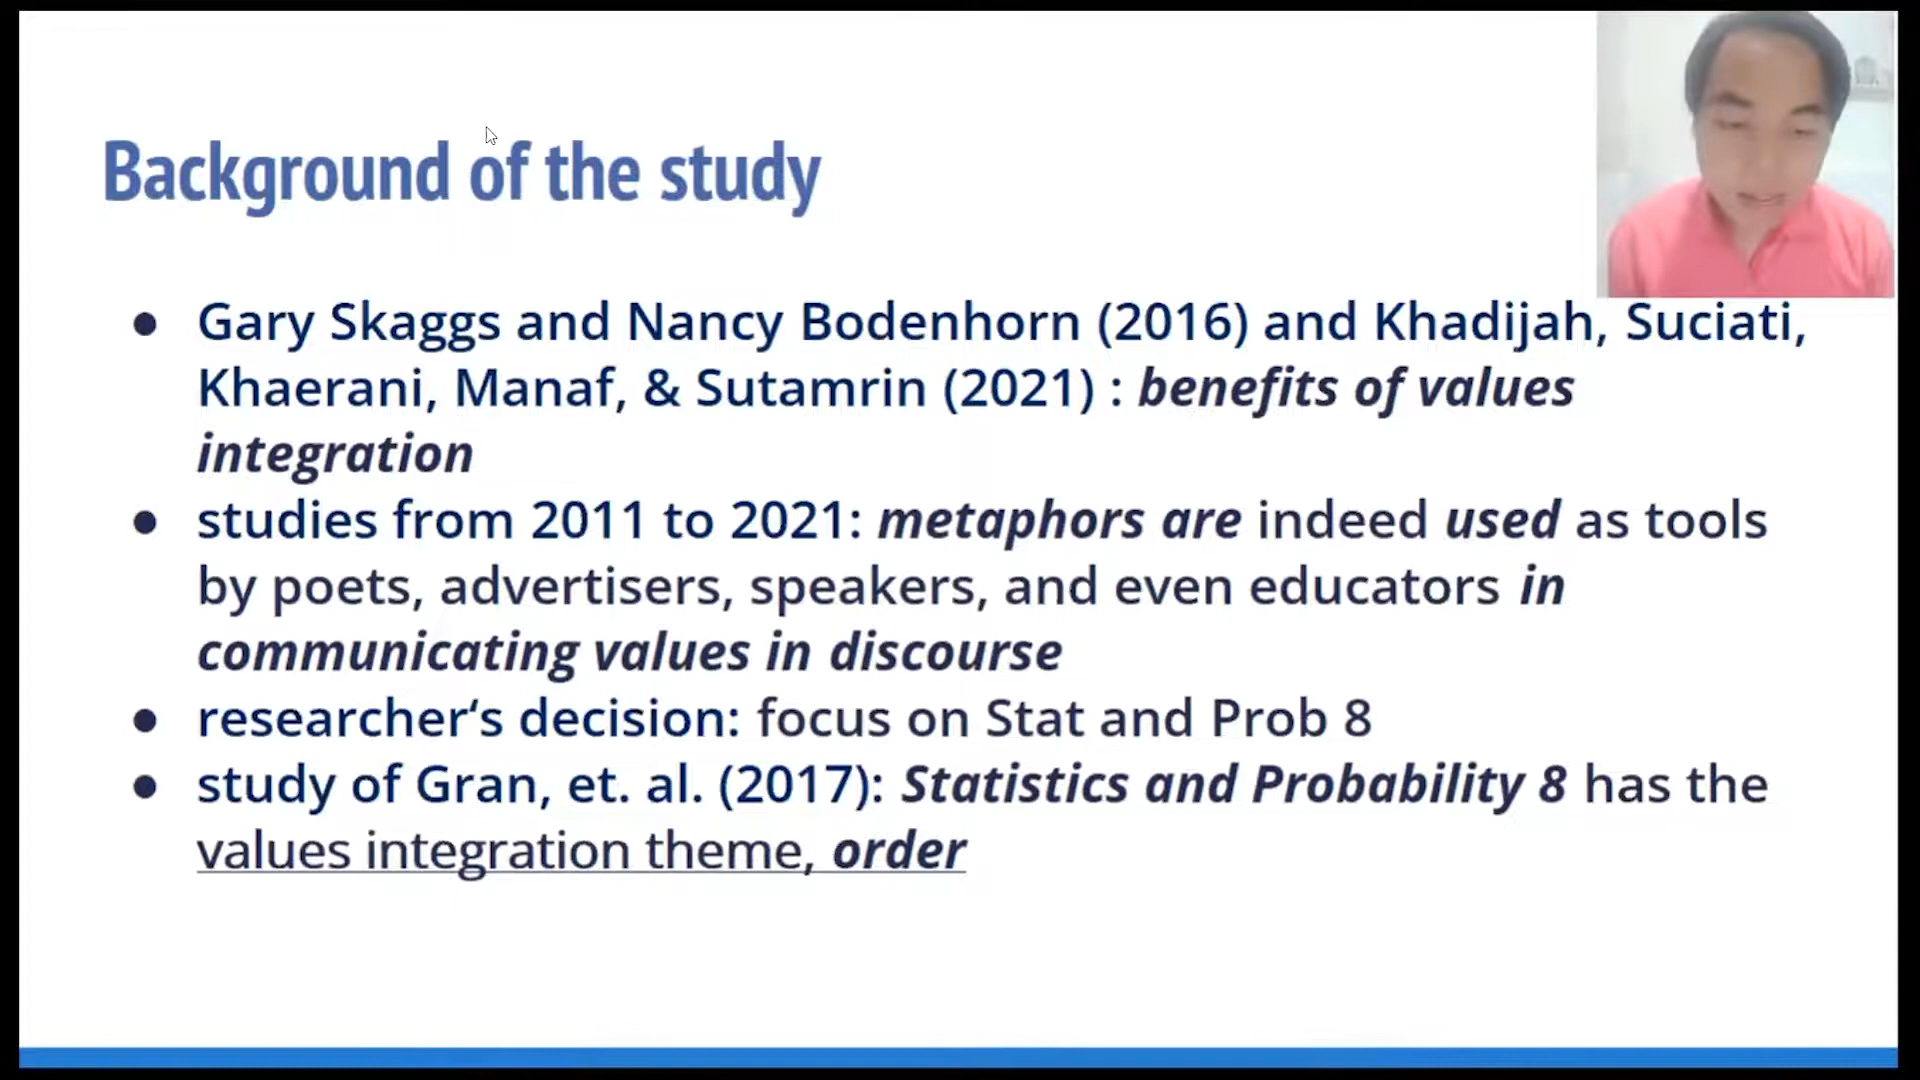 Background of the study
● Gary Skaggs and Nancy Bodenhorn (2016) and Khadijah, Suciati,
Khaerani, Manaf, & Sutamrin (2021) : benefits of values
integration
● studies from 2011 to 2021: metaphors are indeed used as tools
by poets, advertisers, speakers, and even educators in
communicating values in discourse
● researcher‘s decision: focus on Stat and Prob 8
● study of Gran, et. al. (2017): Statistics and Probability 8 has the
values integration theme, order